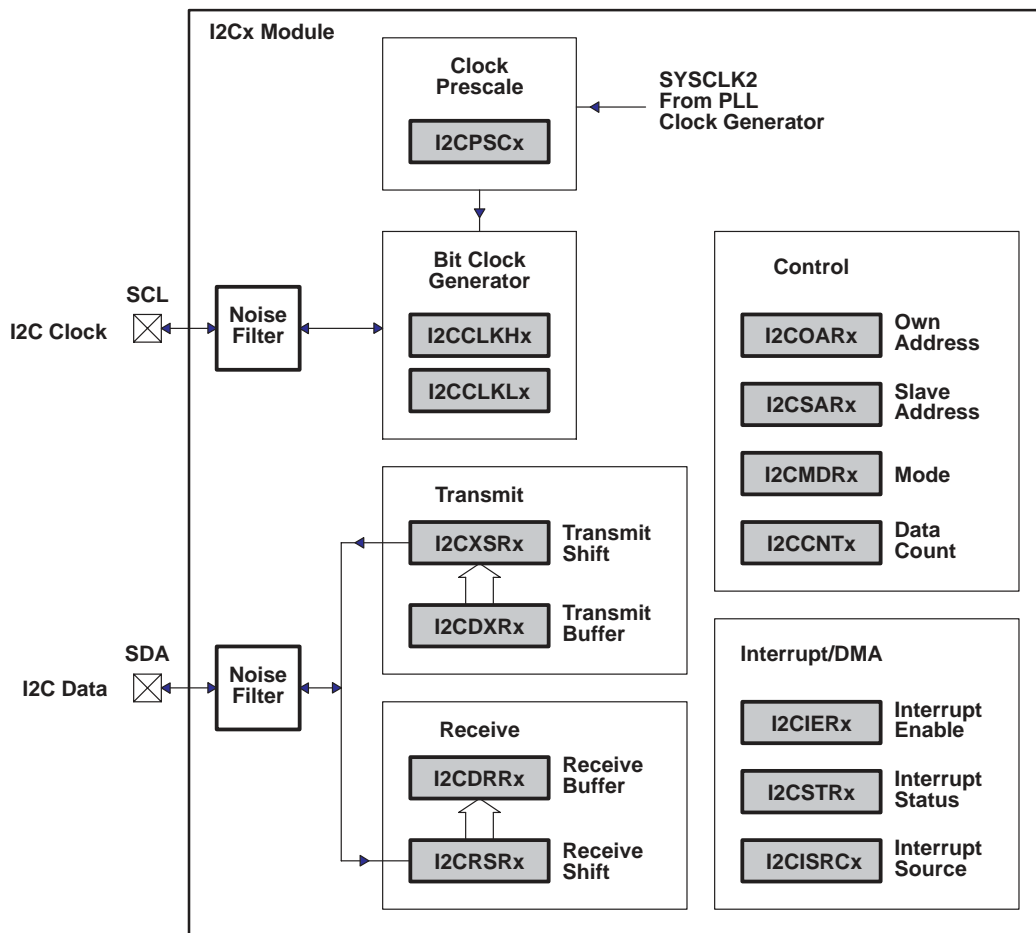 I2Cx Module
Clock
Prescale
I2CPSCx
SYSCLK2
From PLL
Clock Generator
Bit Clock
Generator
I2CCLKHx
I2CCLKLx
SCL
I2C Clock
Noise
Filter
Control
I2COARx
Own
Address
I2CSARx
Slave
Address
I2CMDRx
Mode
I2CCNTx
Data
Count
Transmit
I2CXSRx
Transmit
Shift
I2CDXRx
Transmit
Buffer
SDA
I2C Data
Noise
Filter
Receive
I2CDRRx
Receive
Buffer
I2CRSRx
Receive
Shift
Interrupt/DMA
I2CIERx
Interrupt
Enable
I2CSTRx
Interrupt
Status
I2CISRCx
Interrupt
Source